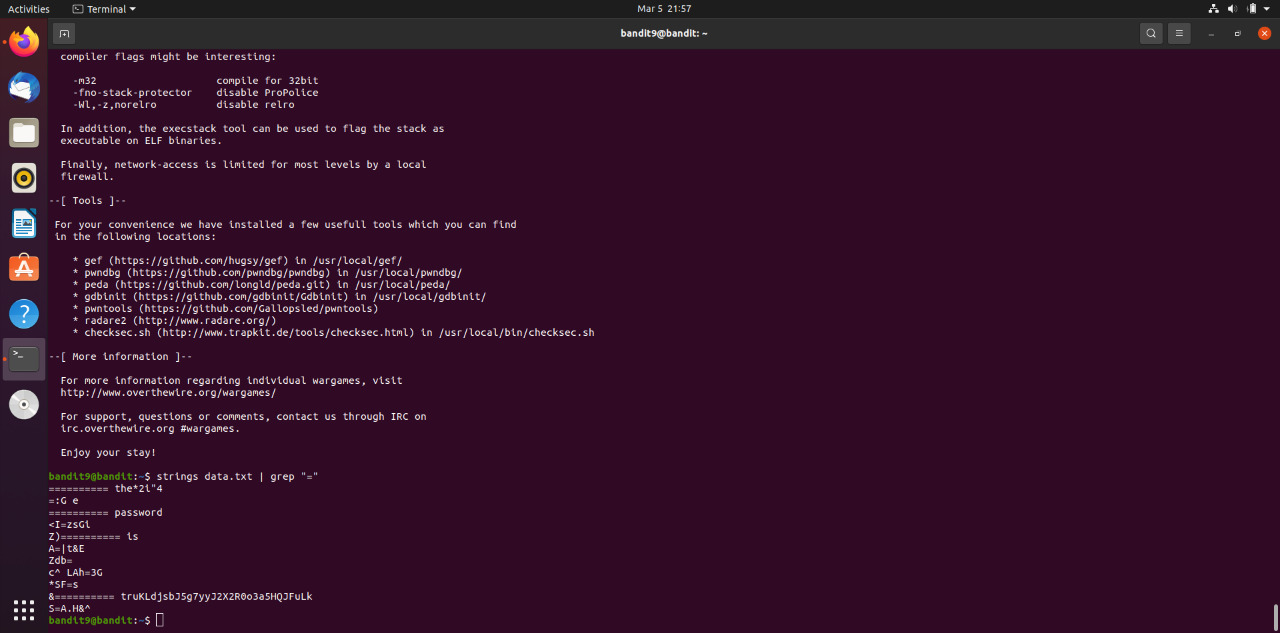 Activities Terminal Mar 5 21:57
bandit9@bandit: ~
compiler flags might be interesting:
-m32 compile for 32bit
-fno-stack-protector disable ProPolice
-Wl,-z,norelro disable relro
In addition, the execstack tool can be used to flag the stack as
executable on ELF binaries.
Finally, network-access is limited for most levels by a local
firewall.
--[ Tools ]--
For your convenience we have installed a few usefull tools which you can find
in the following locations:
* gef (https://github.com/hugsy/gef) in /usr/local/gef/
* pwndbg (https://github.com/pwndbg/pwndbg) in /usr/local/pwndbg/
* peda (https://github.com/longld/peda.git) in /usr/local/peda/
* gdbinit (https://github.com/gdbinit/Gdbinit) in /usr/local/gdbinit/
* pwntools (https://github.com/Gallopsled/pwntools)
* radare2 (http://www.radare.org/)
* checksec.sh (http://www.trapkit.de/tools/checksec.html) in /usr/local/bin/checksec.sh
--[ More information ]--
For more information regarding individual wargames, visit
http://www.overthewire.org/wargames/
For support, questions or comments, contact us through IRC on
irc.overthewire.org #wargames.
Enjoy your stay!
bandit9@bandit:~$ strings data.txt | grep "="
========== the*2i"4
=:G e
========== password
<I=zsGi
Z)========== is
A=|t&E
Zdb=
c^ LAh=3G
*SF=s
&========== truKLdjsbJ5g7yyJ2X2R0o3a5HQJFuLk
S=A.H&^
bandit9@bandit:~$